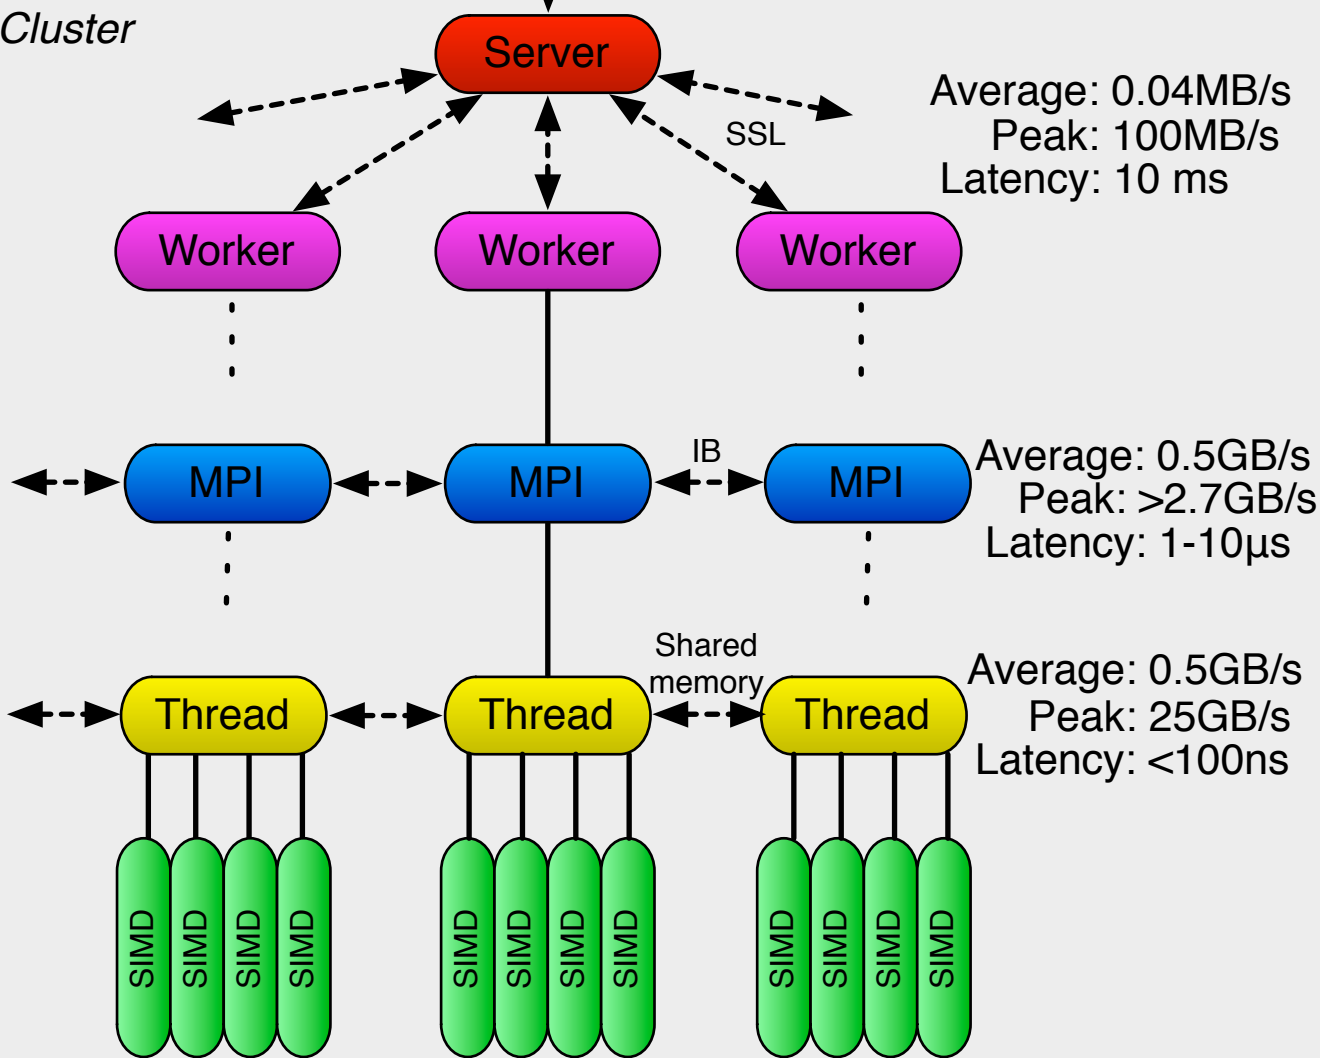 Cluster
Server
Average: 0.04MB/s
Peak: 100MB/s
Latency: 10 ms
SSL
Worker
Worker
Worker
IB
MPI
MPI
MPI
Average: 0.5GB/s
Peak: >2.7GB/s
Latency: 1-10µs
Shared
memory
Thread
Thread
Thread
Average: 0.5GB/s
Peak: 25GB/s
Latency: <100ns
SIMD
SIMD
SIMD
SIMD
SIMD
SIMD
SIMD
SIMD
SIMD
SIMD
SIMD
SIMD